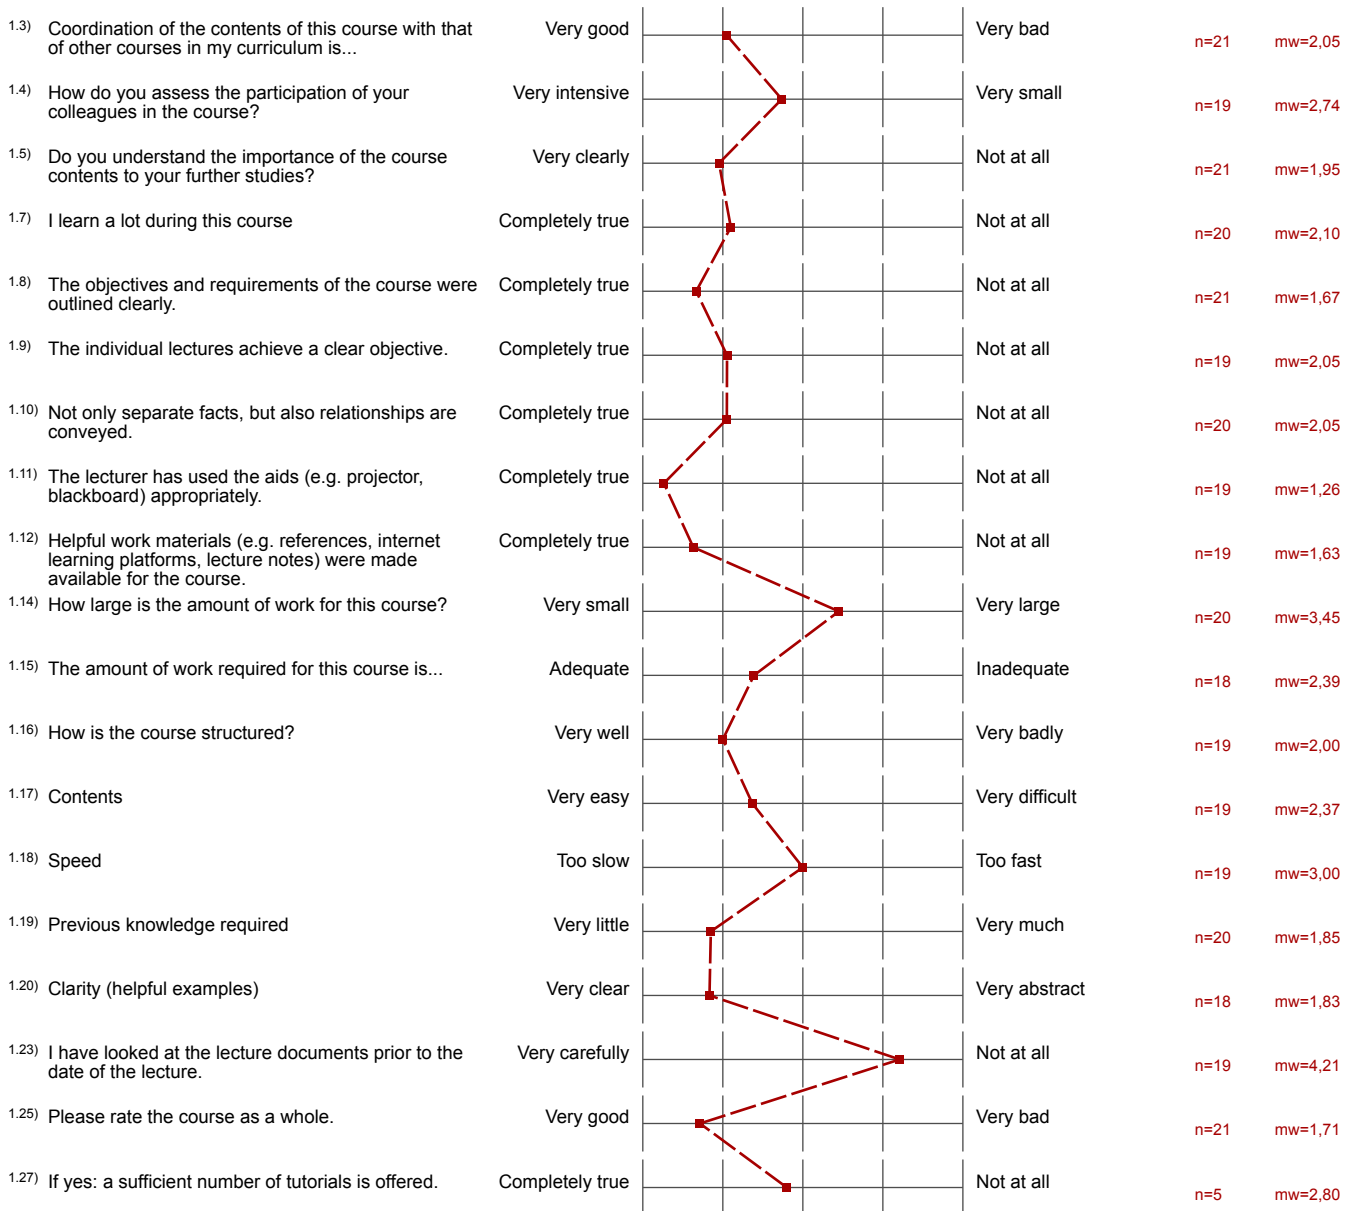 1.3) Coordination of the contents of this course with that Very good Very bad
of other courses in my curriculum is... n=21 mw=2,05
1.4) How do you assess the participation of your Very intensive Very small
colleagues in the course? n=19 mw=2,74
1.5) Do you understand the importance of the course Very clearly Not at all
contents to your further studies? n=21 mw=1,95
1.7) I learn a lot during this course Completely true Not at all
n=20 mw=2,10
1.8) The objectives and requirements of the course were Completely true Not at all
outlined clearly. n=21 mw=1,67
1.9) The individual lectures achieve a clear objective. Completely true Not at all
n=19 mw=2,05
1.10) Not only separate facts, but also relationships are Completely true Not at all
conveyed. n=20 mw=2,05
1.11) The lecturer has used the aids (e.g. projector, Completely true Not at all
blackboard) appropriately. n=19 mw=1,26
1.12) Helpful work materials (e.g. references, internet Completely true Not at all
learning platforms, lecture notes) were made n=19 mw=1,63
available for the course.
1.14) How large is the amount of work for this course? Very small Very large
n=20 mw=3,45
1.15) The amount of work required for this course is... Adequate Inadequate
n=18 mw=2,39
1.16) How is the course structured? Very well Very badly
n=19 mw=2,00
1.17) Contents Very easy Very difficult
n=19 mw=2,37
1.18) Speed Too slow Too fast
n=19 mw=3,00
1.19) Previous knowledge required Very little Very much
n=20 mw=1,85
1.20) Clarity (helpful examples) Very clear Very abstract
n=18 mw=1,83
1.23) I have looked at the lecture documents prior to the Very carefully Not at all
date of the lecture. n=19 mw=4,21
1.25) Please rate the course as a whole. Very good Very bad
n=21 mw=1,71
1.27) If yes: a sufficient number of tutorials is offered. Completely true Not at all
n=5 mw=2,80